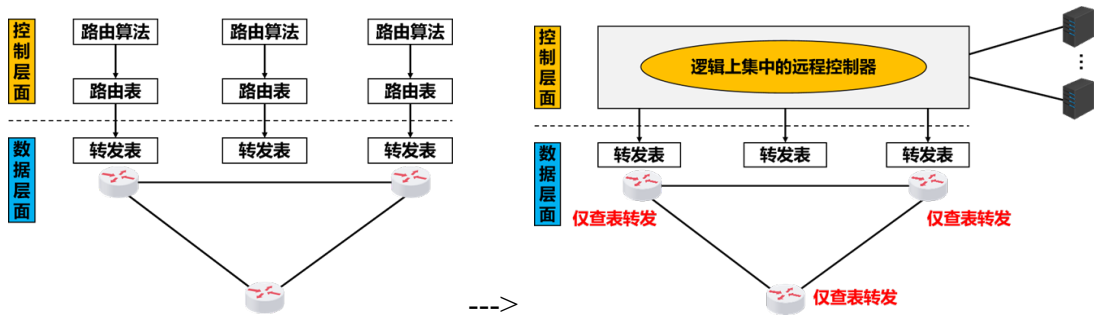 控制层面
路由算法
路由算法
路由算法
路由表
路由表
路由表
数据层面
转发表
转发表
转发表
--->
控制层面
逻辑上集中的远程控制器
...
数据层面
转发表
转发表
转发表
仅查表转发
仅查表转发
仅查表转发